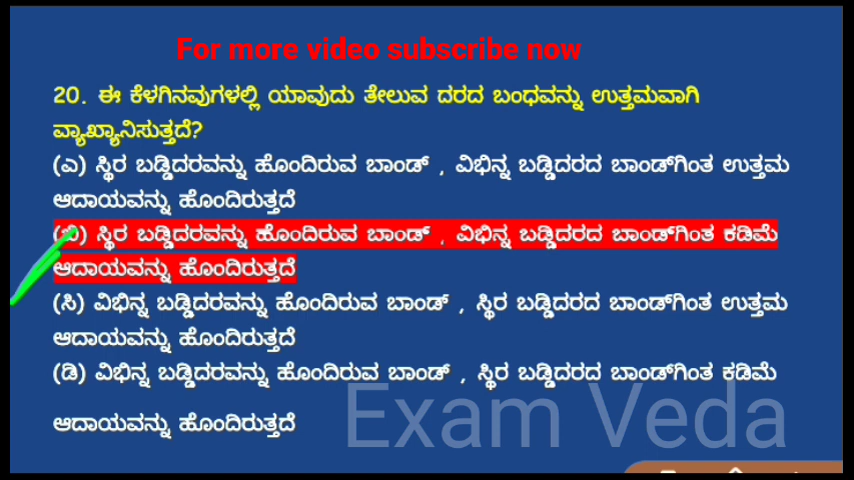 For more video subscribe now
20. ಈ ಕೆಳಗಿನವುಗಳಲ್ಲಿ ಯಾವುದು ತೇಲುವ ದರದ ಬಂಧವನ್ನು ಉತ್ತಮವಾಗಿ
ವ್ಯಾಖ್ಯಾನಿಸುತ್ತದೆ?
(ಎ) ಸ್ಥಿರ ಬಡ್ಡಿದರವನ್ನು ಹೊಂದಿರುವ ಬಾಂಡ್ , ವಿಭಿನ್ನ ಬಡ್ಡಿದರದ ಬಾಂಡ್‌ಗಿಂತ ಉತ್ತಮ
ಆದಾಯವನ್ನು ಹೊಂದಿರುತ್ತದೆ
(ಬಿ) ಸ್ಥಿರ ಬಡ್ಡಿದರವನ್ನು ಹೊಂದಿರುವ ಬಾಂಡ್ , ವಿಭಿನ್ನ ಬಡ್ಡಿದರದ ಬಾಂಡ್‌ಗಿಂತ ಕಡಿಮೆ
ಆದಾಯವನ್ನು ಹೊಂದಿರುತ್ತದೆ
(ಸಿ) ವಿಭಿನ್ನ ಬಡ್ಡಿದರವನ್ನು ಹೊಂದಿರುವ ಬಾಂಡ್ , ಸ್ಥಿರ ಬಡ್ಡಿದರದ ಬಾಂಡ್‌ಗಿಂತ ಉತ್ತಮ
ಆದಾಯವನ್ನು ಹೊಂದಿರುತ್ತದೆ
(ಡಿ) ವಿಭಿನ್ನ ಬಡ್ಡಿದರವನ್ನು ಹೊಂದಿರುವ ಬಾಂಡ್ , ಸ್ಥಿರ ಬಡ್ಡಿದರದ ಬಾಂಡ್‌ಗಿಂತ ಕಡಿಮೆ
ಆದಾಯವನ್ನು ಹೊಂದಿರುತ್ತದೆ
Exam Veda